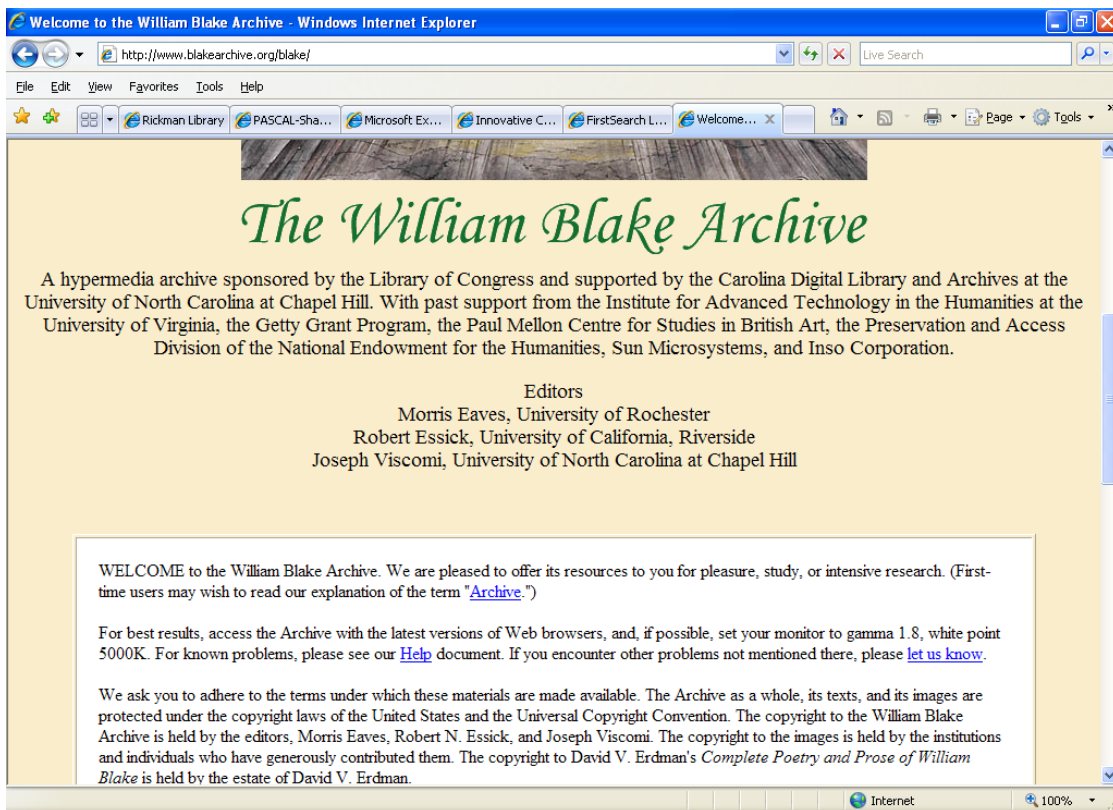 Welcome to the William Blake Archive - Windows Internet Explorer
http://www.blakearchive.org/blake/
Live Search
File Edit View Favorites Tools Help
Rickman Library PASCAL-Sha... Microsoft Ex... Innovative C... FirstSearch L... Welcome... Page Tools
The William Blake Archive
A hypermedia archive sponsored by the Library of Congress and supported by the Carolina Digital Library and Archives at the
University of North Carolina at Chapel Hill. With past support from the Institute for Advanced Technology in the Humanities at the
University of Virginia, the Getty Grant Program, the Paul Mellon Centre for Studies in British Art, the Preservation and Access
Division of the National Endowment for the Humanities, Sun Microsystems, and Inso Corporation.
Editors
Morris Eaves, University of Rochester
Robert Essick, University of California, Riverside
Joseph Viscomi, University of North Carolina at Chapel Hill
WELCOME to the William Blake Archive. We are pleased to offer its resources to you for pleasure, study, or intensive research. (First-
time users may wish to read our explanation of the term "Archive.")
For best results, access the Archive with the latest versions of Web browsers, and, if possible, set your monitor to gamma 1.8, white point
5000K. For known problems, please see our Help document. If you encounter other problems not mentioned there, please let us know.
We ask you to adhere to the terms under which these materials are made available. The Archive as a whole, its texts, and its images are
protected under the copyright laws of the United States and the Universal Copyright Convention. The copyright to the William Blake
Archive is held by the editors, Morris Eaves, Robert N. Essick, and Joseph Viscomi. The copyright to the images is held by the institutions
and individuals who have generously contributed them. The copyright to David V. Erdman's Complete Poetry and Prose of William
Blake is held by the estate of David V. Erdman.
Internet 100%